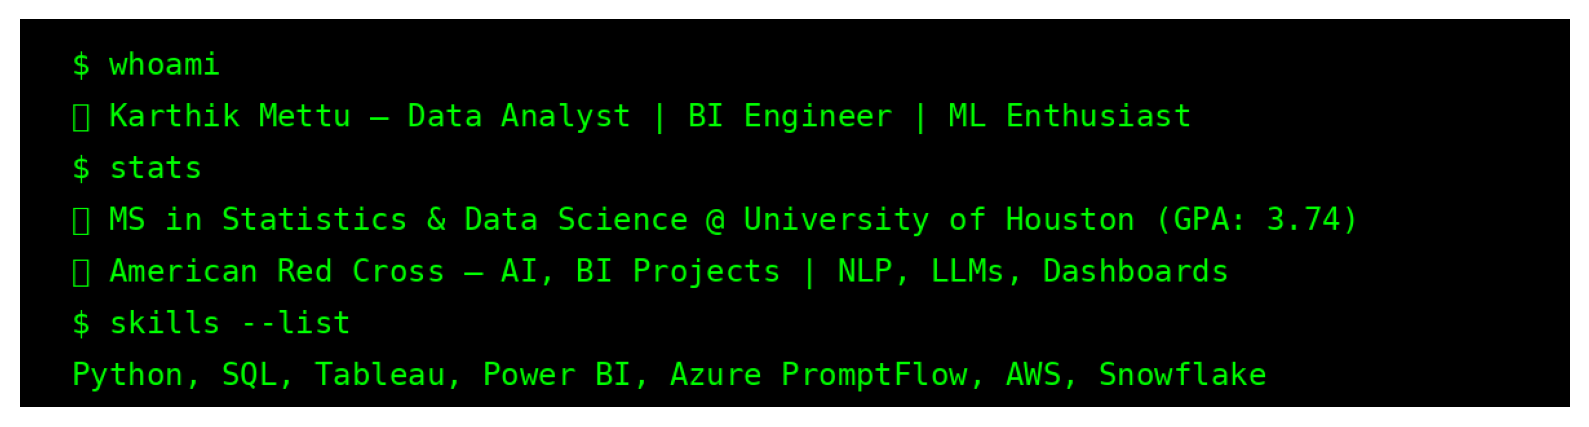 $ whoami
▯ Karthik Mettu — Data Analyst | BI Engineer | ML Enthusiast
$ stats
▯ MS in Statistics & Data Science @ University of Houston (GPA: 3.74)
▯ American Red Cross — AI, BI Projects | NLP, LLMs, Dashboards
$ skills --list
Python, SQL, Tableau, Power BI, Azure PromptFlow, AWS, Snowflake